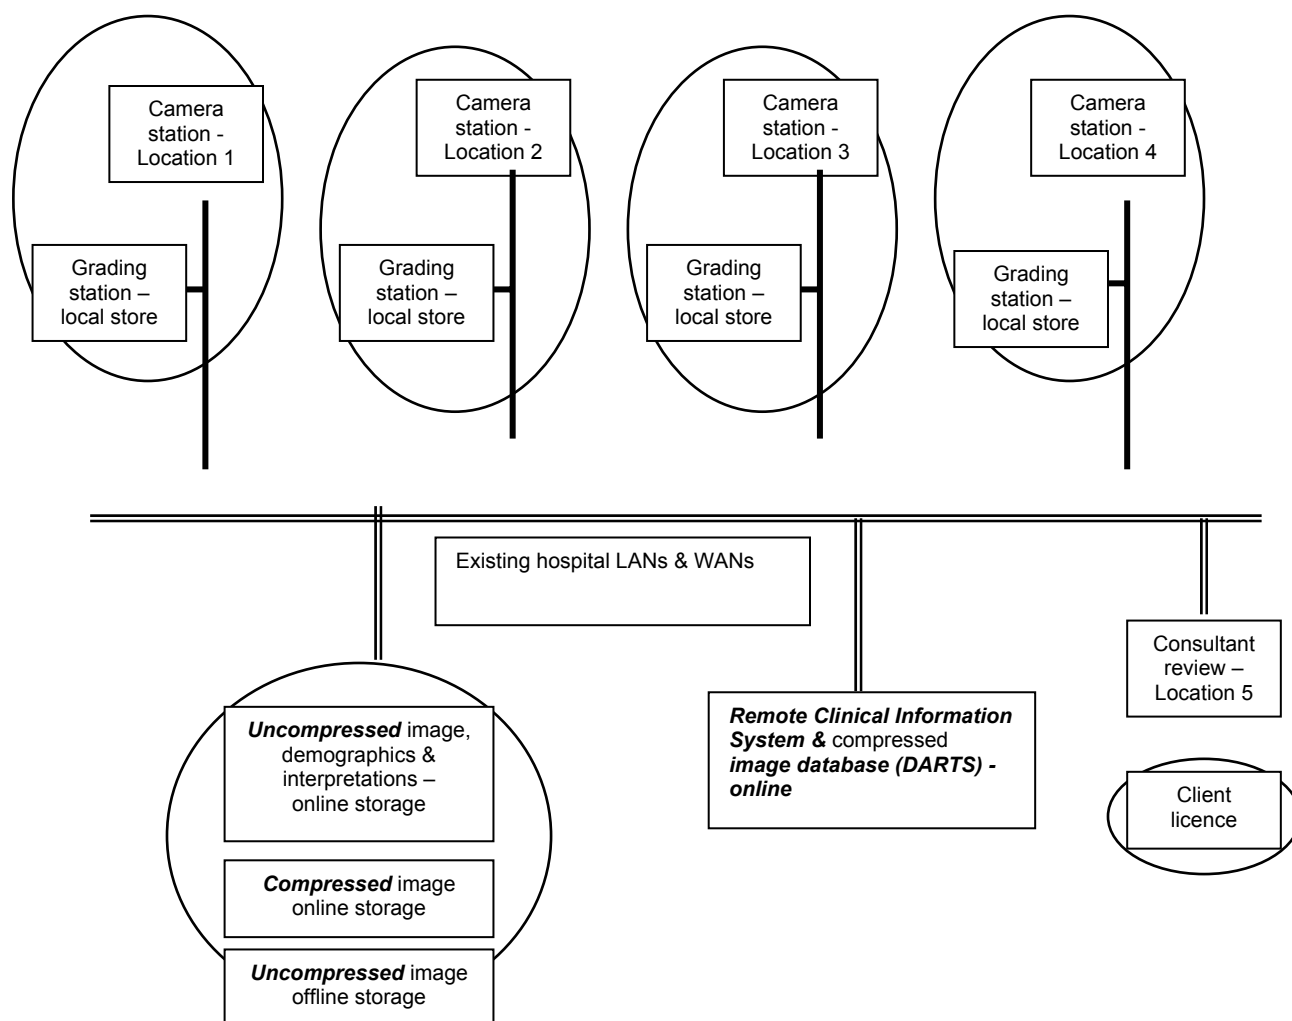 Camera
station -
Location 1
Camera
station -
Location 2
Camera
station -
Location 3
Camera
station -
Location 4
Grading
station –
local store
Grading
station –
local store
Grading
station –
local store
Grading
station –
local store
Existing hospital LANs & WANs
Consultant
review –
Location 5
Uncompressed image,
demographics &
interpretations –
online storage
Remote Clinical Information
System & compressed
image database (DARTS) -
online
Client
licence
Compressed image
online storage
Uncompressed image
offline storage